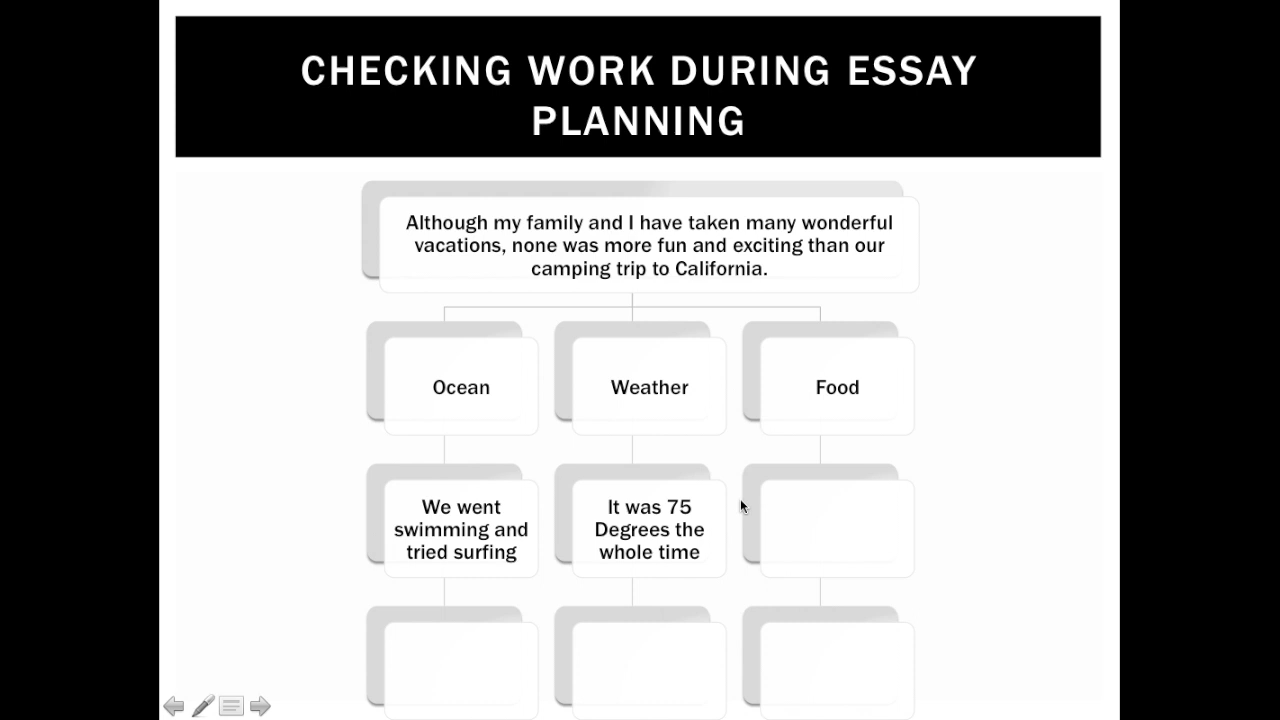 CHECKING WORK DURING ESSAY
PLANNING
Although my family and I have taken many wonderful
vacations, none was more fun and exciting than our
camping trip to California.
Ocean
Weather
Food
We went
swimming and
tried surfing
It was 75
Degrees the
whole time